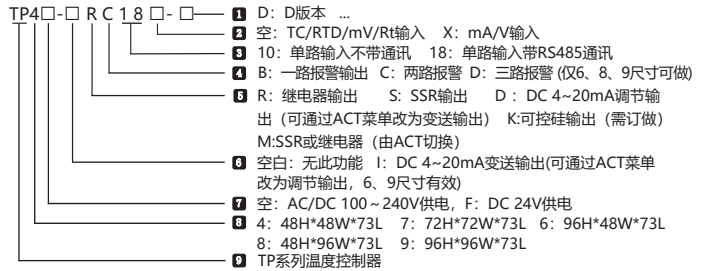 TP4□-□ R C 1 8 □- □
1 D：D版本 ...
2 空：TC/RTD/mV/Rt输入 X：mA/V输入
3 10：单路输入不带通讯 18：单路输入带RS485通讯
4 B：一路报警输出 C：两路报警 D：三路报警 (仅6、8、9尺寸可做)
5 R：继电器输出 S: SSR输出 D ：DC 4~20mA调节输
出（可通过ACT菜单改为变送输出） K:可控硅输出（需订做）
M:SSR或继电器（由ACT切换）
6 空白：无此功能 I：DC 4~20mA变送输出(可通过ACT菜单
改为调节输出，6、9尺寸有效)
7 空：AC/DC 100～240V供电，F：DC 24V供电
8 4：48H*48W*73L 7：72H*72W*73L 6：96H*48W*73L
8：48H*96W*73L 9：96H*96W*73L
9 TP系列温度控制器